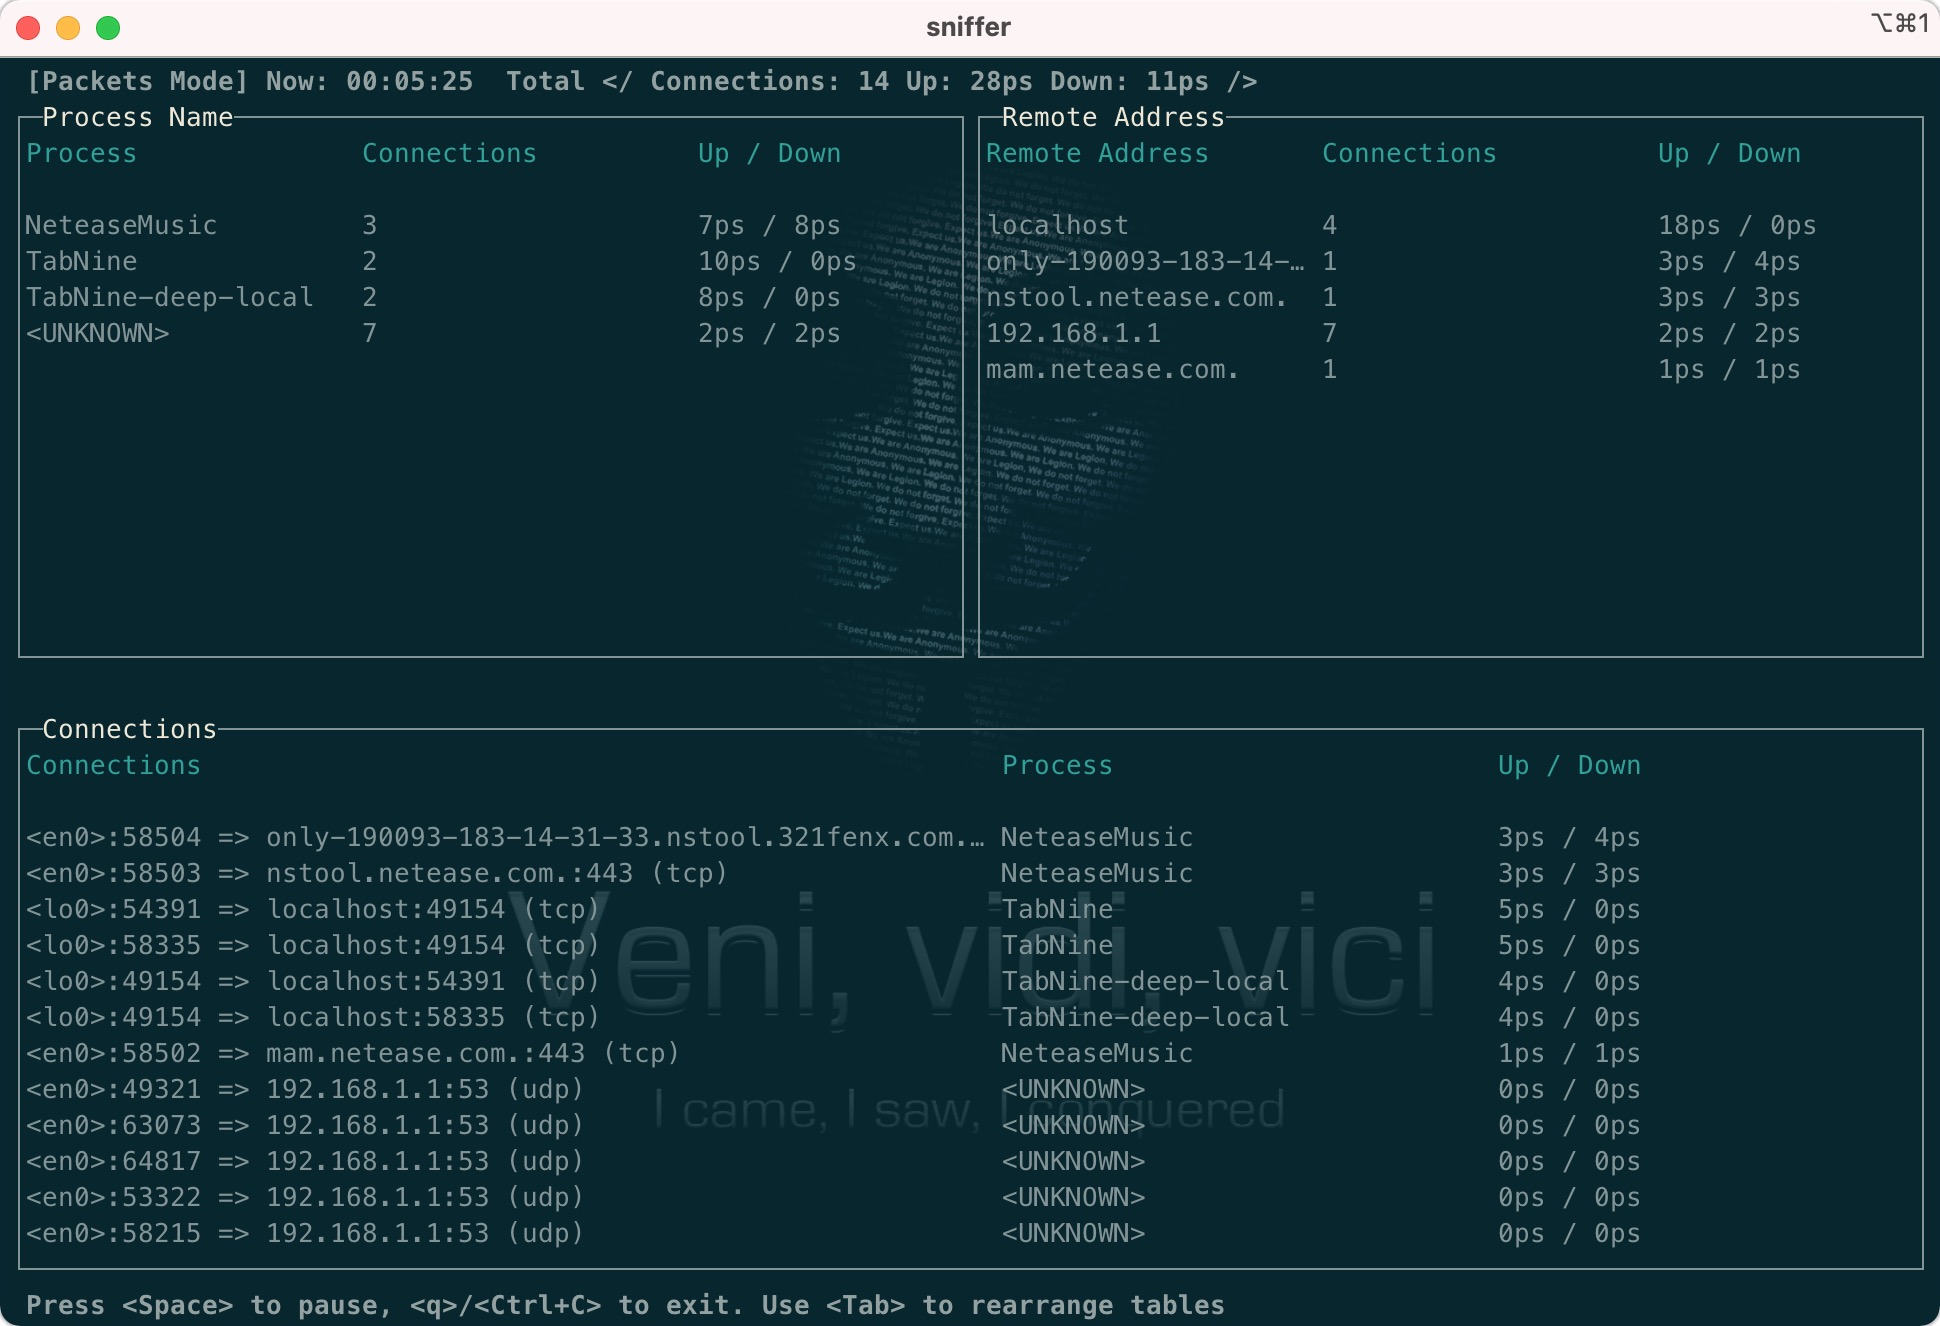 sniffer
⌥⌘1
[Packets Mode] Now: 00:05:25  Total </ Connections: 14 Up: 28ps Down: 11ps />
Process Name
Process Connections Up / Down
NeteaseMusic 3 7ps / 8ps
TabNine 2 10ps / 0ps
TabNine-deep-local 2 8ps / 0ps
<UNKNOWN> 7 2ps / 2ps
Remote Address
Remote Address Connections Up / Down
localhost 4 18ps / 0ps
only-190093-183-14-… 1 3ps / 4ps
nstool.netease.com. 1 3ps / 3ps
192.168.1.1 7 2ps / 2ps
mam.netease.com. 1 1ps / 1ps
Connections
Connections Process Up / Down
<en0>:58504 => only-190093-183-14-31-33.nstool.321fenx.com.… NeteaseMusic 3ps / 4ps
<en0>:58503 => nstool.netease.com.:443 (tcp) NeteaseMusic 3ps / 3ps
<lo0>:54391 => localhost:49154 (tcp) TabNine 5ps / 0ps
<lo0>:58335 => localhost:49154 (tcp) TabNine 5ps / 0ps
<lo0>:49154 => localhost:54391 (tcp) TabNine-deep-local 4ps / 0ps
<lo0>:49154 => localhost:58335 (tcp) TabNine-deep-local 4ps / 0ps
<en0>:58502 => mam.netease.com.:443 (tcp) NeteaseMusic 1ps / 1ps
<en0>:49321 => 192.168.1.1:53 (udp) <UNKNOWN> 0ps / 0ps
<en0>:63073 => 192.168.1.1:53 (udp) <UNKNOWN> 0ps / 0ps
<en0>:64817 => 192.168.1.1:53 (udp) <UNKNOWN> 0ps / 0ps
<en0>:53322 => 192.168.1.1:53 (udp) <UNKNOWN> 0ps / 0ps
<en0>:58215 => 192.168.1.1:53 (udp) <UNKNOWN> 0ps / 0ps
Veni, vidi, vici
I came, I saw, I conquered
Press <Space> to pause, <q>/<Ctrl+C> to exit. Use <Tab> to rearrange tables